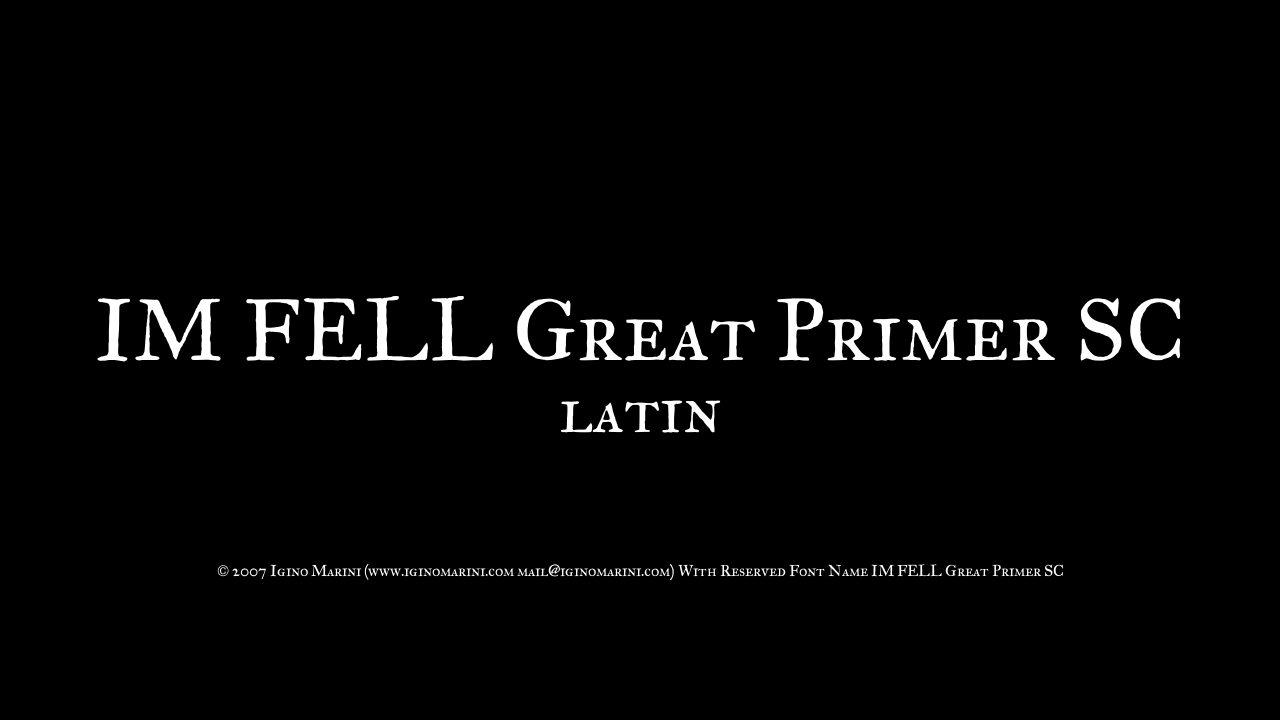 IM FELL Great Primer SC
latin
© 2007 Igino Marini (www.iginomarini.com mail@iginomarini.com) With Reserved Font Name IM FELL Great Primer SC